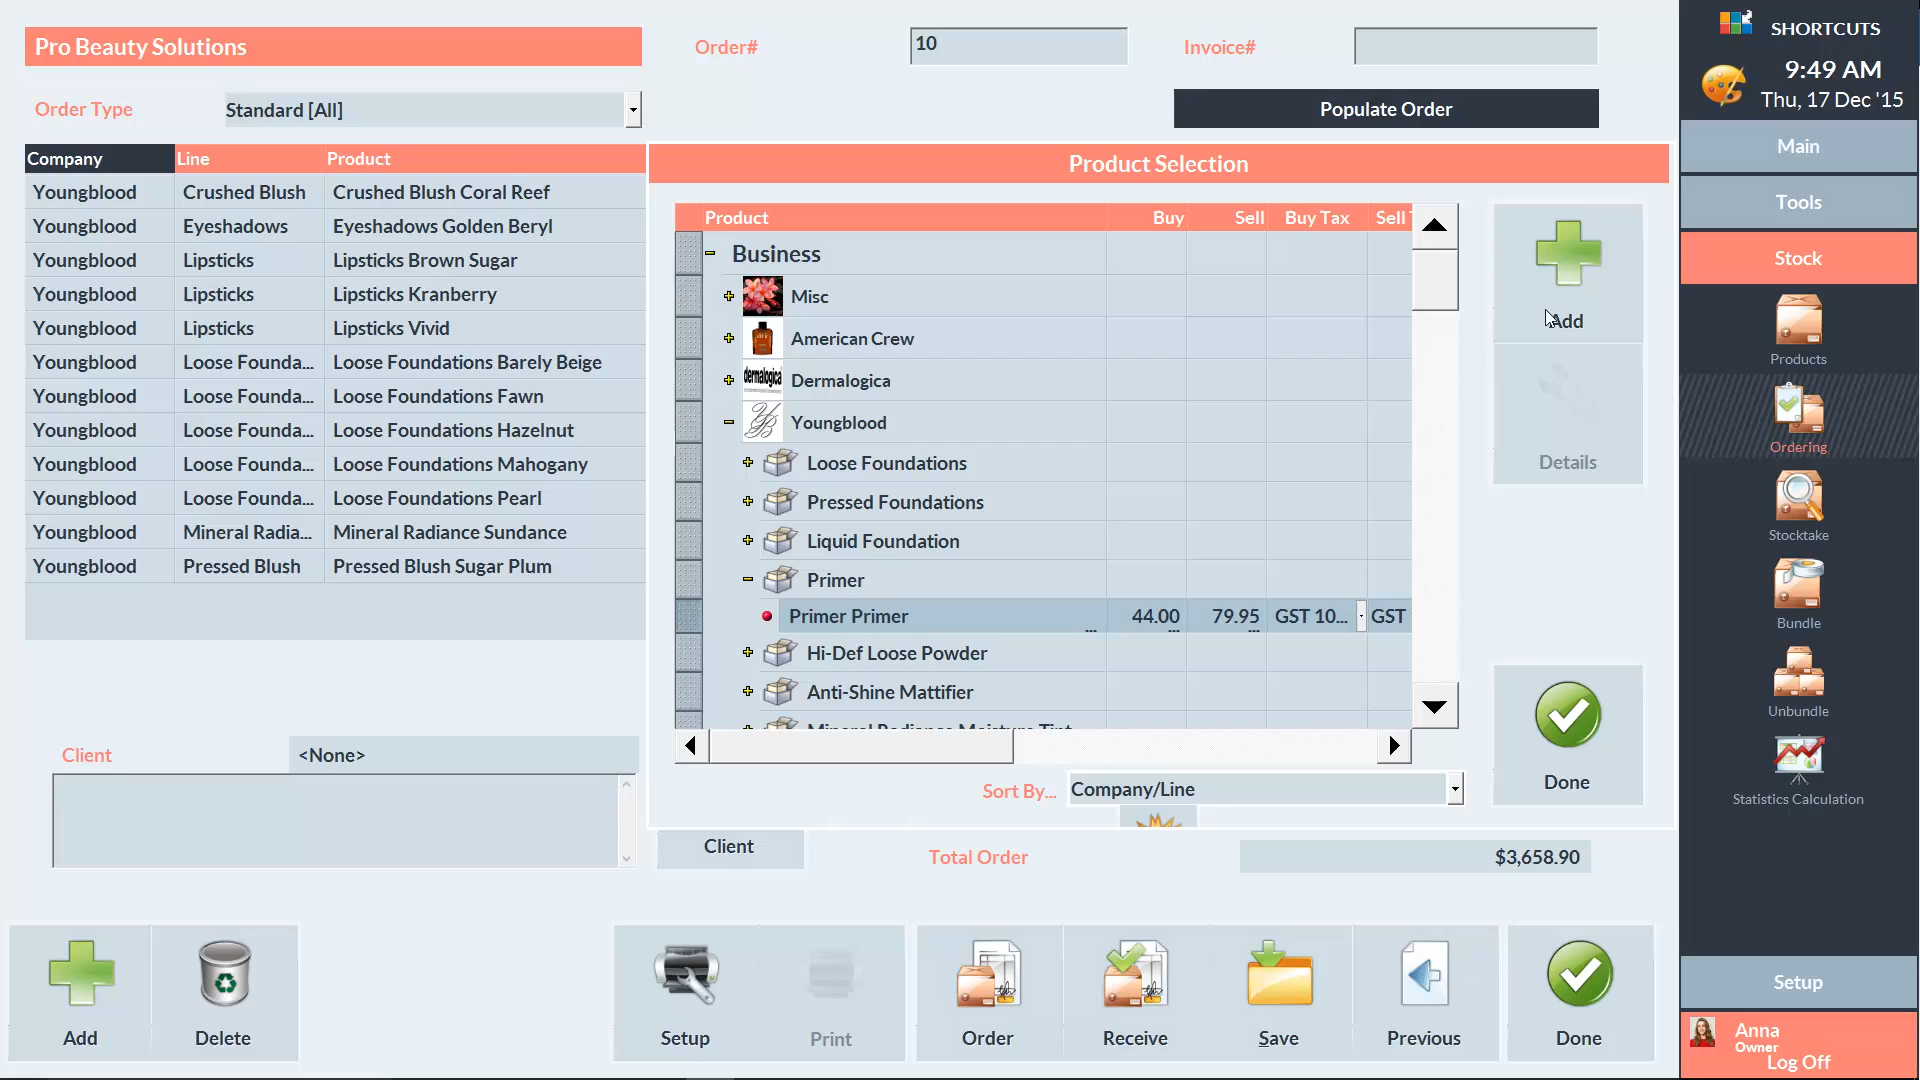 Pro Beauty Solutions
Order#
10
Invoice#
Order Type
Standard [All]
Populate Order
Company Line Product
Youngblood Crushed Blush Crushed Blush Coral Reef
Youngblood Eyeshadows Eyeshadows Golden Beryl
Youngblood Lipsticks Lipsticks Brown Sugar
Youngblood Lipsticks Lipsticks Kranberry
Youngblood Lipsticks Lipsticks Vivid
Youngblood Loose Founda... Loose Foundations Barely Beige
Youngblood Loose Founda... Loose Foundations Fawn
Youngblood Loose Founda... Loose Foundations Hazelnut
Youngblood Loose Founda... Loose Foundations Mahogany
Youngblood Loose Founda... Loose Foundations Pearl
Youngblood Mineral Radia... Mineral Radiance Sundance
Youngblood Pressed Blush Pressed Blush Sugar Plum
Client
<None>
Product Selection
Product Buy Sell Buy Tax Sell
Business
Misc
American Crew
dermalogica
Dermalogica
YB
Youngblood
Loose Foundations
Pressed Foundations
Liquid Foundation
Primer
Primer Primer 44.00 79.95 GST 10... GST
Hi-Def Loose Powder
Anti-Shine Mattifier
Mineral Radiance Moisture Tint
Sort By... Company/Line
Add
Details
Done
Client
Total Order
$3,658.90
Add
Delete
Setup
Print
Order
Receive
Save
Previous
Done
SHORTCUTS
9:49 AM
Thu, 17 Dec '15
Main
Tools
Stock
Products
Ordering
Stocktake
Bundle
Unbundle
Statistics Calculation
Setup
Anna
Owner
Log Off